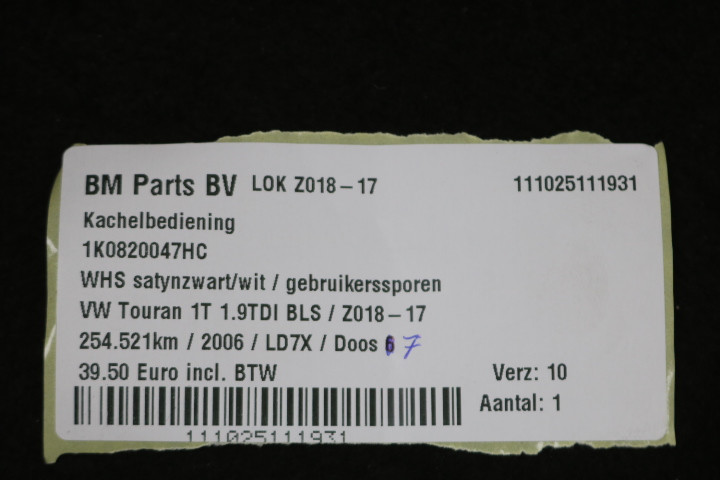 BM Parts BV LOK Z018-17 111025111931
Kachelbediening
1K0820047HC
WHS satynzwart/wit / gebruikerssporen
VW Touran 1T 1.9TDI BLS / Z018-17
254.521km / 2006 / LD7X / Doos 6 7
39.50 Euro incl. BTW Verz: 10
Aantal: 1
111025111931